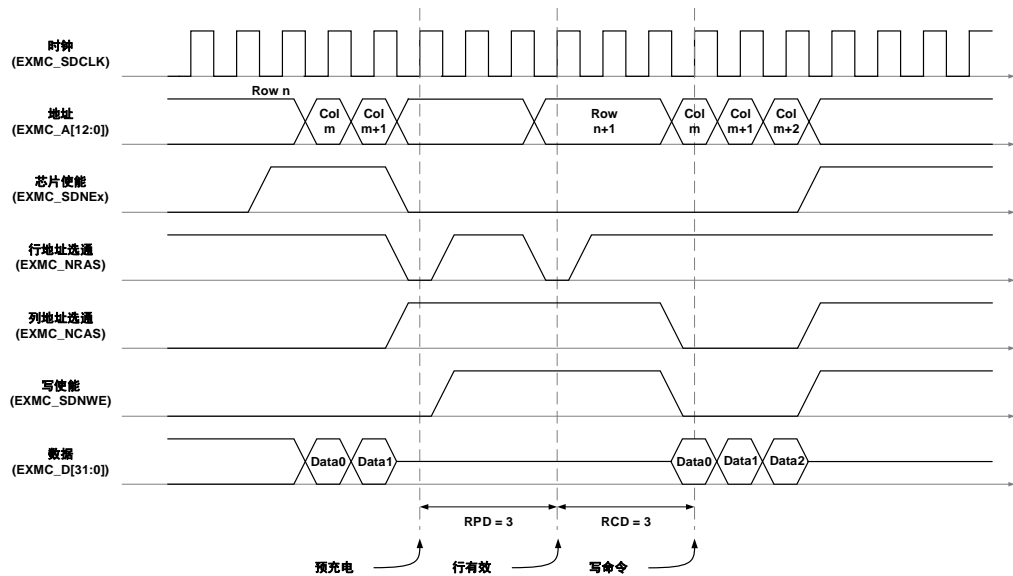 时钟
(EXMC_SDCLK)
Row n
地址
(EXMC_A[12:0])
Col
m
Col
m+1
Row
n+1
Col
m
Col
m+1
Col
m+2
芯片使能
(EXMC_SDNEx)
行地址选通
(EXMC_NRAS)
列地址选通
(EXMC_NCAS)
写使能
(EXMC_SDNWE)
数据
(EXMC_D[31:0])
Data0
Data1
Data0
Data1
Data2
RPD = 3
RCD = 3
预充电
行有效
写命令